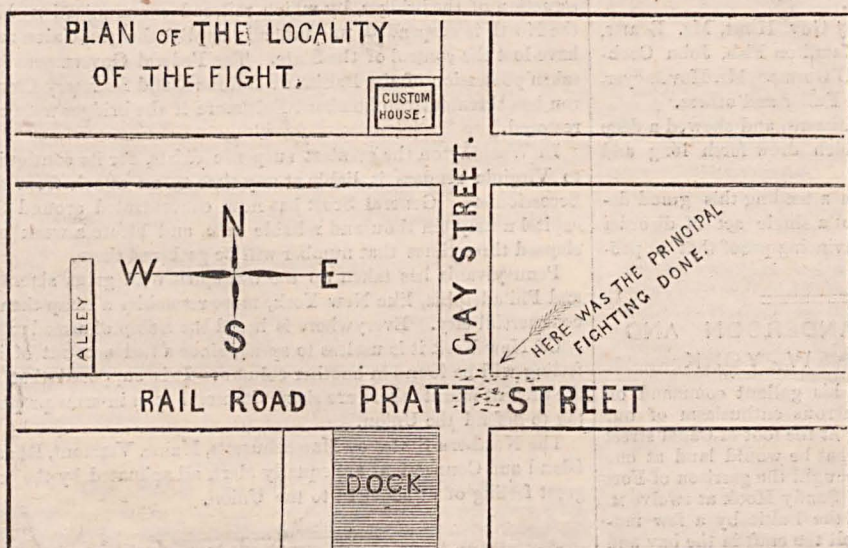 PLAN OF THE LOCALITY
OF THE FIGHT.
CUSTOM
HOUSE.
GAY STREET.
N
W E
S
ALLEY
HERE WAS THE PRINCIPAL
FIGHTING DONE.
RAIL ROAD PRATT STREET
DOCK